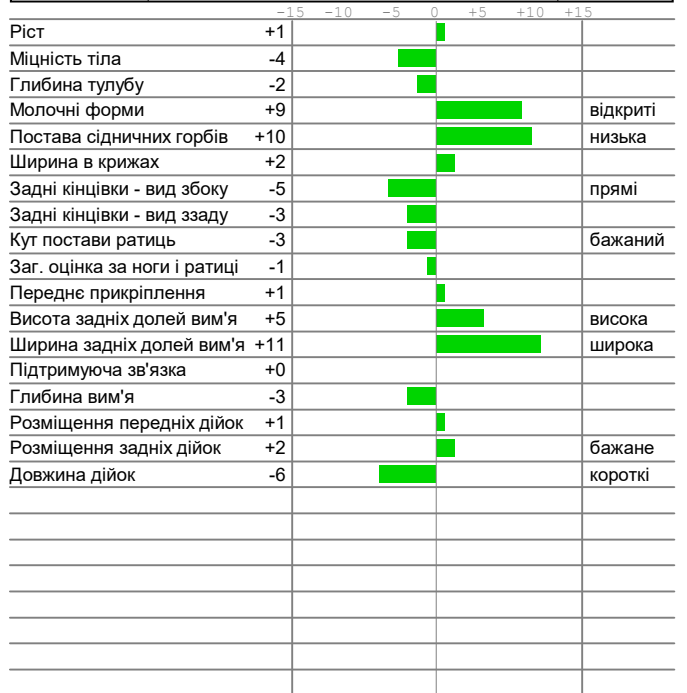 -15 -10 -5 0 +5 +10 +15
Ріст +1
Міцність тіла -4
Глибина тулубу -2
Молочні форми +9 відкриті
Постава сідничних горбів +10 низька
Ширина в крижах +2
Задні кінцівки - вид збоку -5 прямі
Задні кінцівки - вид ззаду -3
Кут постави ратиць -3 бажаний
Заг. оцінка за ноги і ратиці -1
Переднє прикріплення +1
Висота задніх долей вим'я +5 висока
Ширина задніх долей вим'я +11 широка
Підтримуюча зв'язка +0
Глибина вим'я -3
Розміщення передніх дійок +1
Розміщення задніх дійок +2 бажане
Довжина дійок -6 короткі